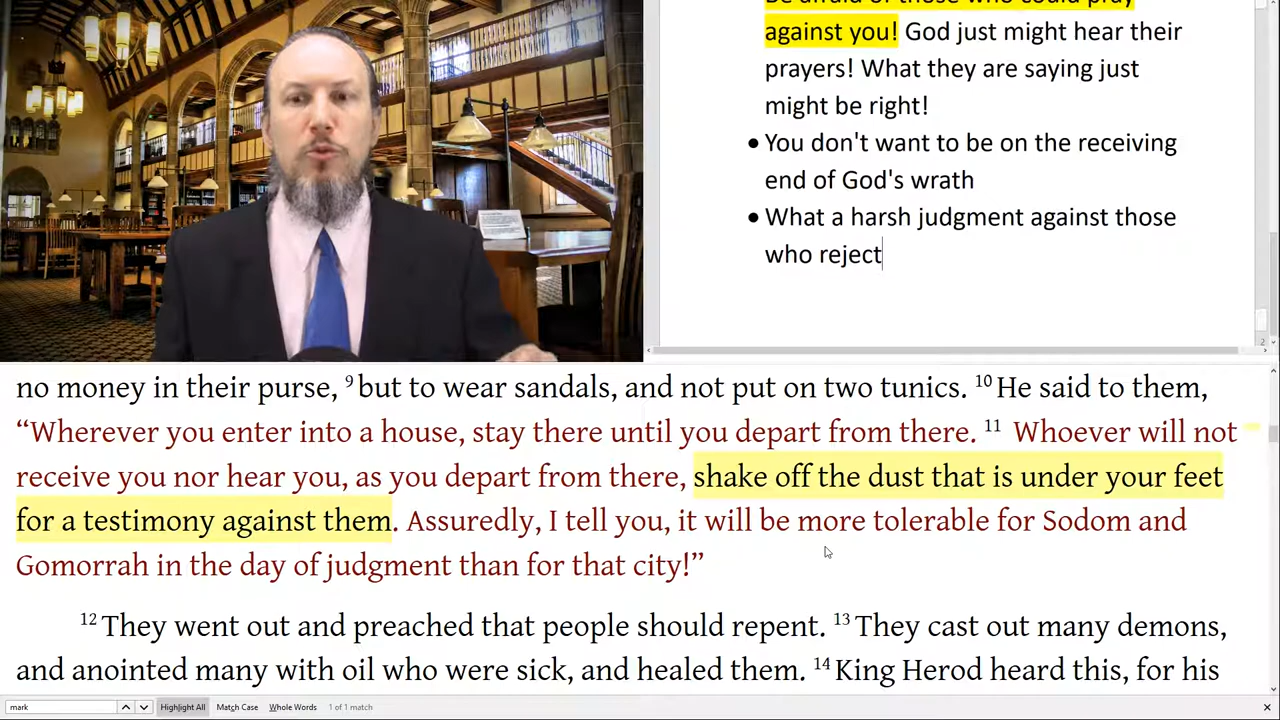 Be afraid of those who could pray
against you! God just might hear their
prayers! What they are saying just
might be right!
• You don't want to be on the receiving
end of God's wrath
• What a harsh judgment against those
who reject
no money in their purse, 9 but to wear sandals, and not put on two tunics. 10 He said to them,
“Wherever you enter into a house, stay there until you depart from there. 11 Whoever will not
receive you nor hear you, as you depart from there, shake off the dust that is under your feet
for a testimony against them. Assuredly, I tell you, it will be more tolerable for Sodom and
Gomorrah in the day of judgment than for that city!”
12 They went out and preached that people should repent. 13 They cast out many demons,
and anointed many with oil who were sick, and healed them. 14 King Herod heard this, for his
mark Highlight All Match Case Whole Words 1 of 1 match